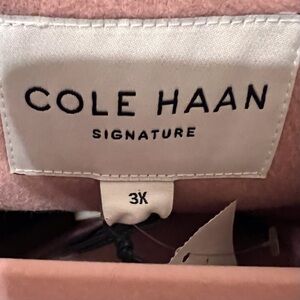 COLE HAAN
SIGNATURE
3X